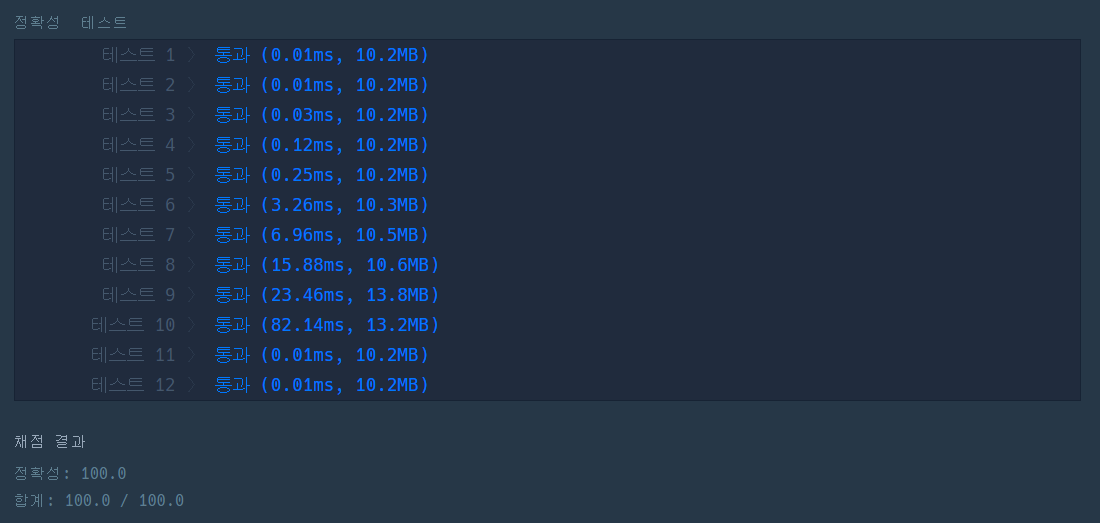 정확성 테스트
테스트 1 〉 통과 (0.01ms, 10.2MB)
테스트 2 〉 통과 (0.01ms, 10.2MB)
테스트 3 〉 통과 (0.03ms, 10.2MB)
테스트 4 〉 통과 (0.12ms, 10.2MB)
테스트 5 〉 통과 (0.25ms, 10.2MB)
테스트 6 〉 통과 (3.26ms, 10.3MB)
테스트 7 〉 통과 (6.96ms, 10.5MB)
테스트 8 〉 통과 (15.88ms, 10.6MB)
테스트 9 〉 통과 (23.46ms, 13.8MB)
테스트 10 〉 통과 (82.14ms, 13.2MB)
테스트 11 〉 통과 (0.01ms, 10.2MB)
테스트 12 〉 통과 (0.01ms, 10.2MB)
채점 결과
정확성: 100.0
합계: 100.0 / 100.0